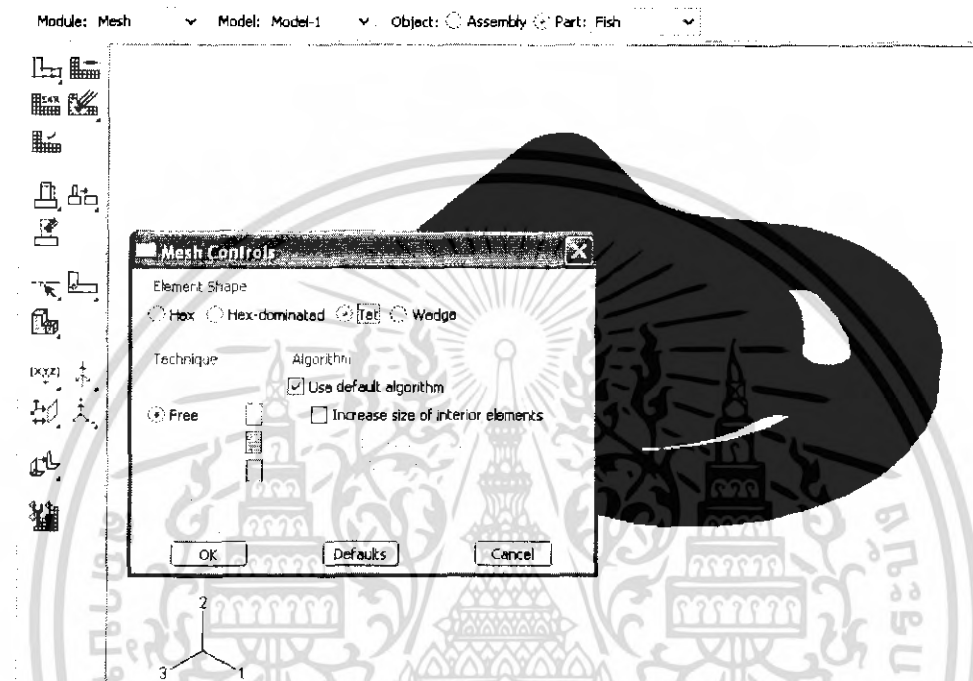 Module: Mesh Model: Model-1 Object: Assembly Part: Fish
Mesh Controls
Element Shape
Hex Hex-dominated Tet Wedge
Technique Algorithm
Use default algorithm
Free Increase size of interior elements
OK Defaults Cancel
(XYZ)
2
3 1